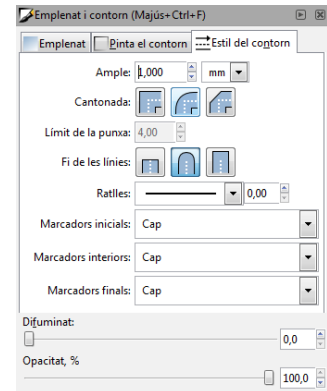 Emplenat i contorn (Majús+Ctrl+F)
Emplenat Pinta el contorn Estil del contorn
Ample: 1,000 mm
Cantonada:
Límit de la punxa: 4,00
Fi de les línies:
Ratlles: 0,00
Marcadors inicials: Cap
Marcadors interiors: Cap
Marcadors finals: Cap
Difuminat:
0,0
Opacitat, %
100,0